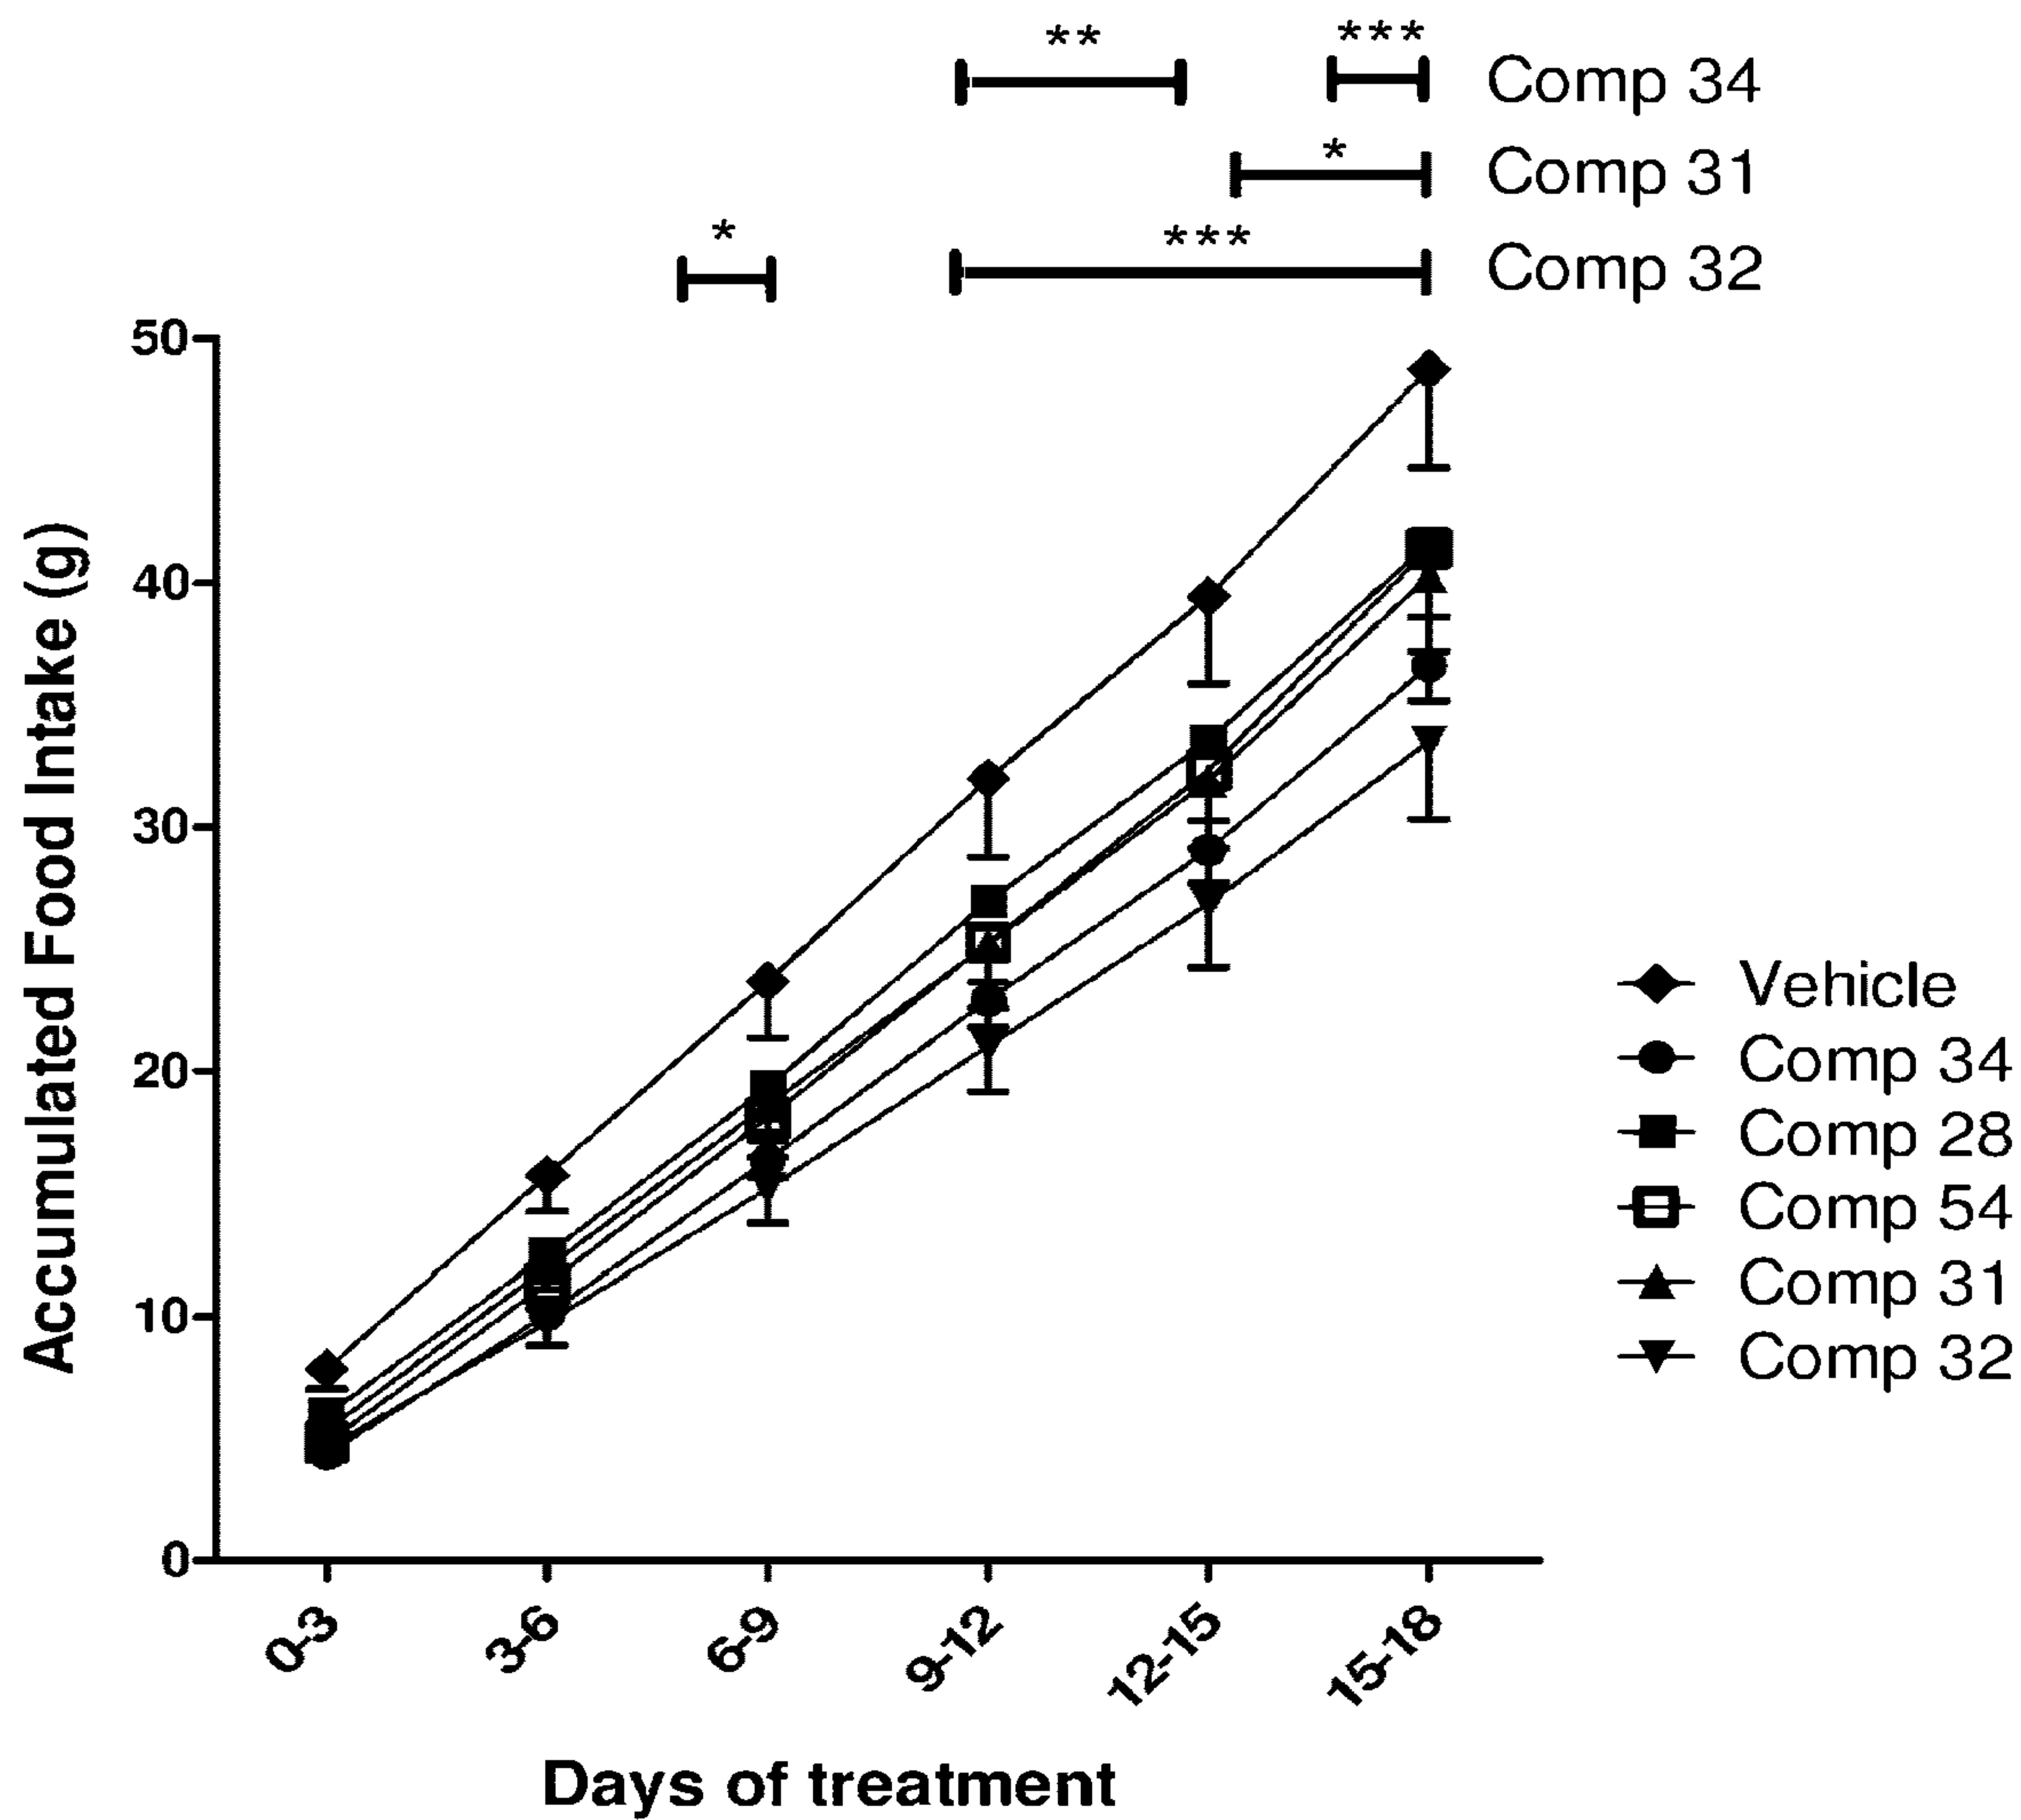 ** *** Comp 34
* Comp 31
* *** Comp 32
50
40
30
20
10
0
Accumulated Food Intake (g)
0-3 3-6 6-9 9-12 12-15 15-18
Days of treatment
Vehicle
Comp 34
Comp 28
Comp 54
Comp 31
Comp 32